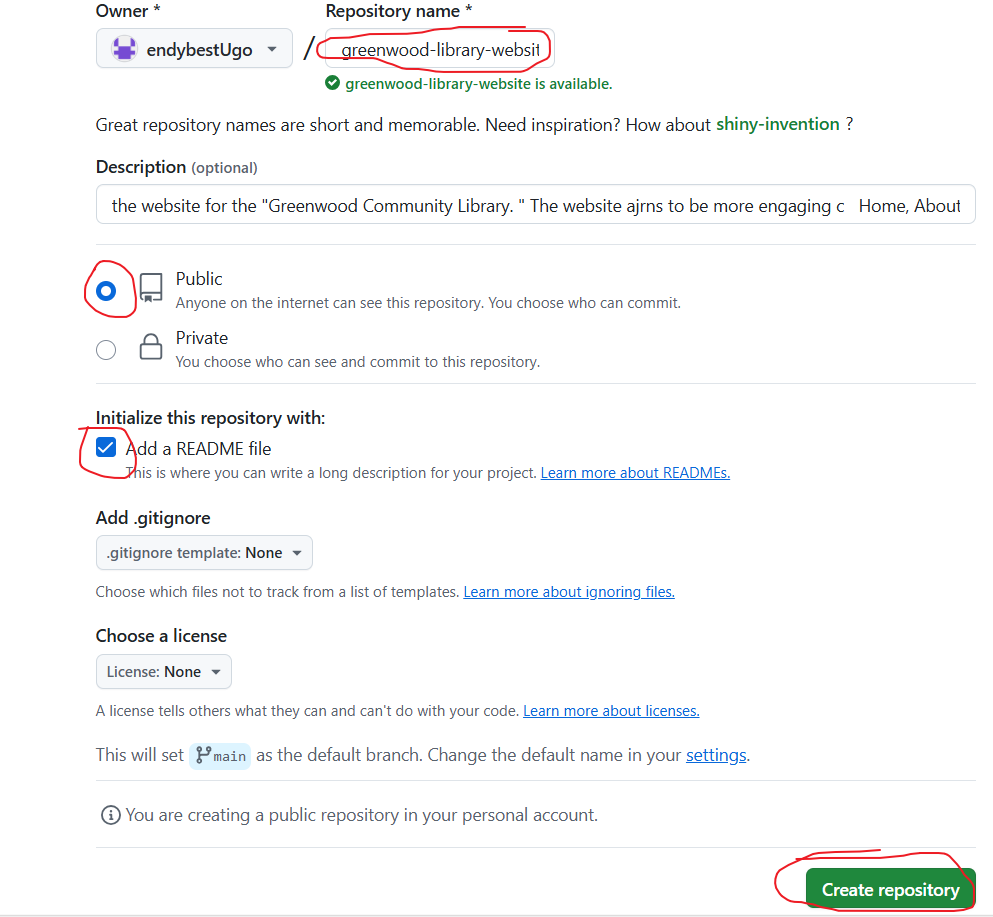 Owner * Repository name *
endybestUgo / greenwood-library-websit
greenwood-library-website is available.
Great repository names are short and memorable. Need inspiration? How about shiny-invention ?
Description (optional)
the website for the "Greenwood Community Library. " The website ajrns to be more engaging c Home, About
Public
Anyone on the internet can see this repository. You choose who can commit.
Private
You choose who can see and commit to this repository.
Initialize this repository with:
Add a README file
This is where you can write a long description for your project. Learn more about READMEs.
Add .gitignore
.gitignore template: None
Choose which files not to track from a list of templates. Learn more about ignoring files.
Choose a license
License: None
A license tells others what they can and can't do with your code. Learn more about licenses.
This will set main as the default branch. Change the default name in your settings.
You are creating a public repository in your personal account.
Create repository